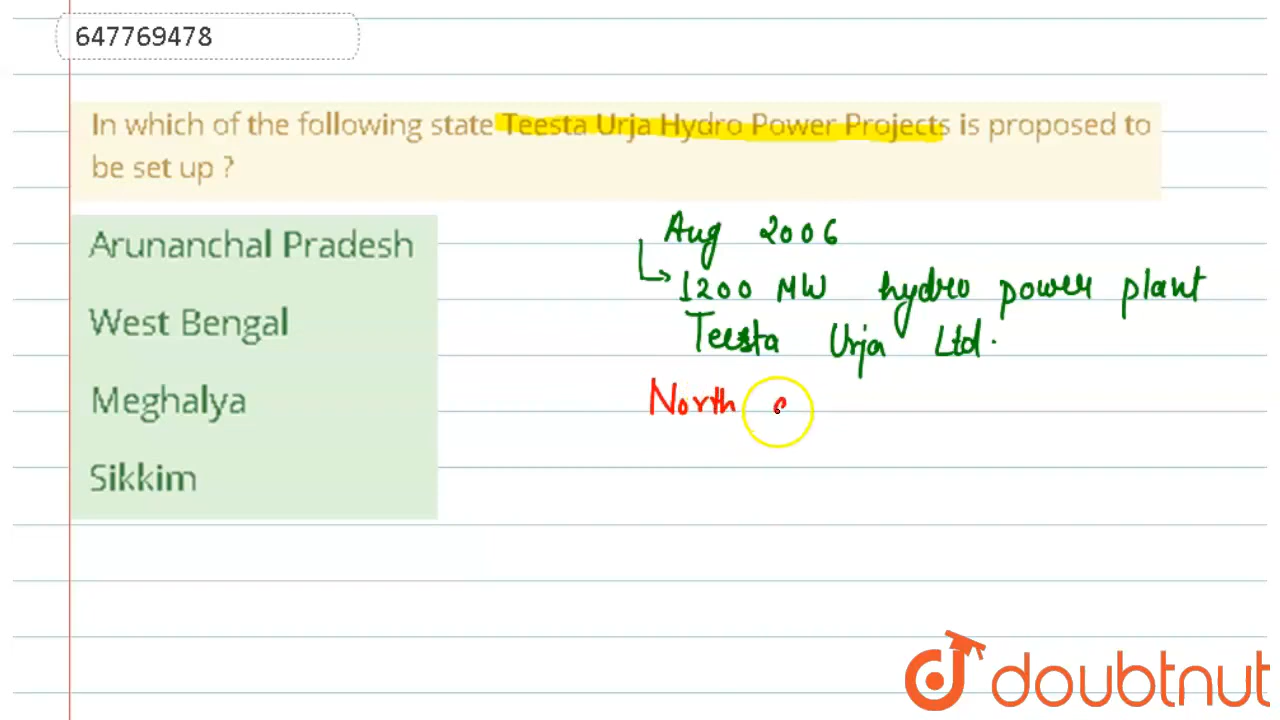 647769478
In which of the following state Teesta Urja Hydro Power Projects is proposed to
be set up ?
Arunanchal Pradesh
West Bengal
Meghalya
Sikkim
Aug 2006
1200 MW hydro power plant
Teesta Urja Ltd.
North
doubtnut